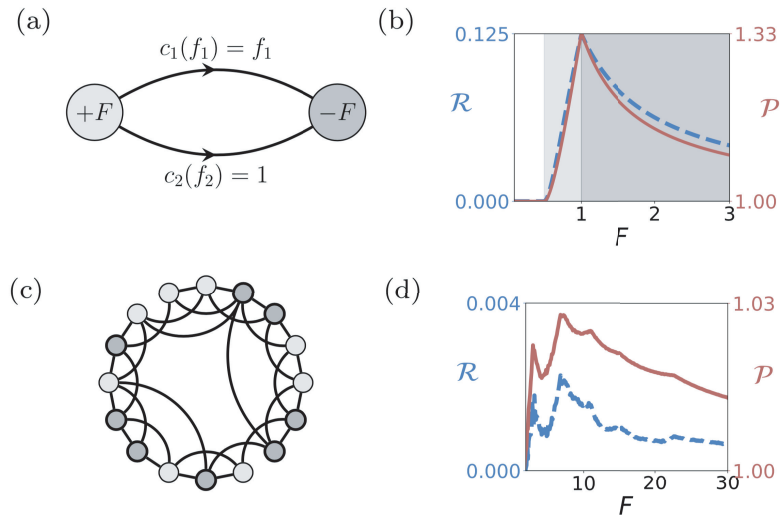 (a)
c₁(f₁) = f₁
+F
−F
c₂(f₂) = 1
(b)
0.125
1.33
R
P
0.000
1.00
1
2
3
F
(c)
(d)
0.004
1.03
R
P
0.000
1.00
10
20
30
F